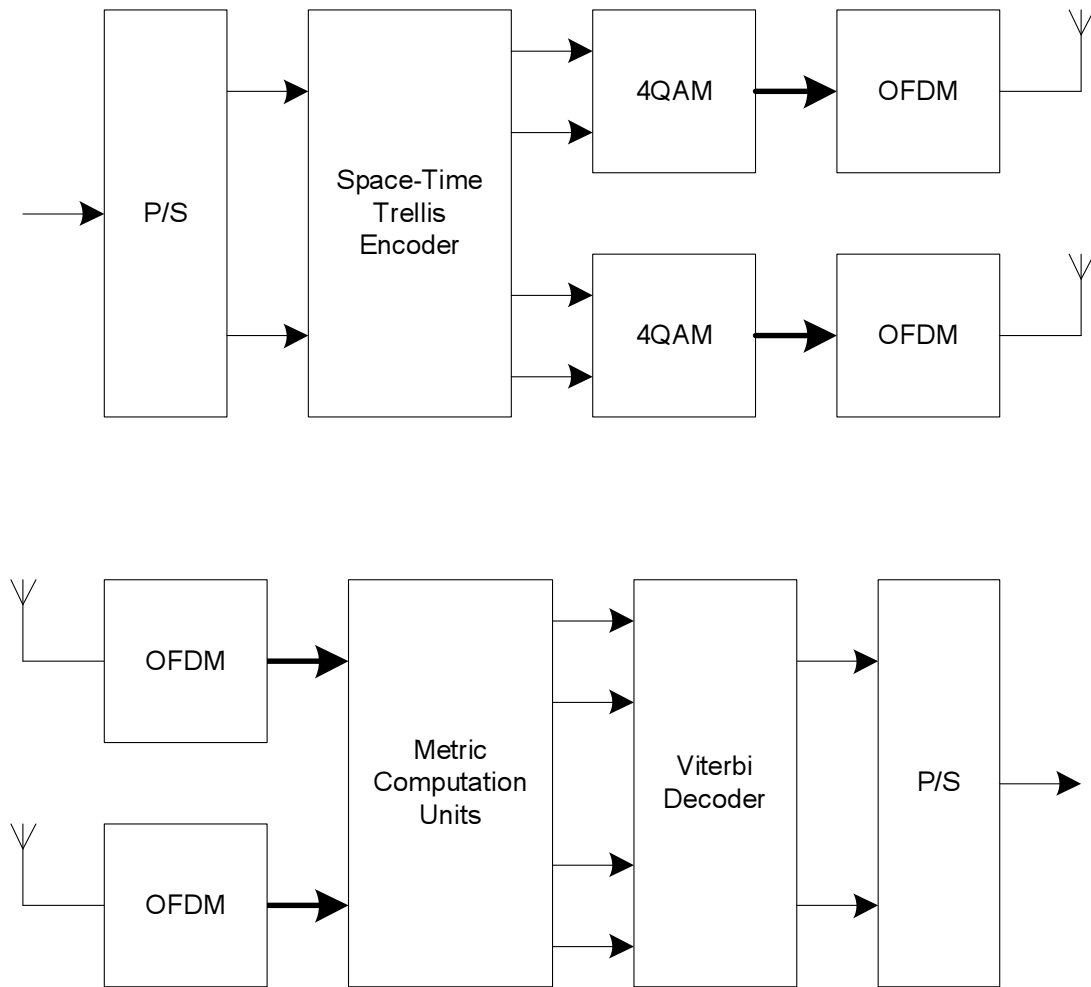 P/S
Space-Time
Trellis
Encoder
4QAM
OFDM
4QAM
OFDM
OFDM
OFDM
Metric
Computation
Units
Viterbi
Decoder
P/S